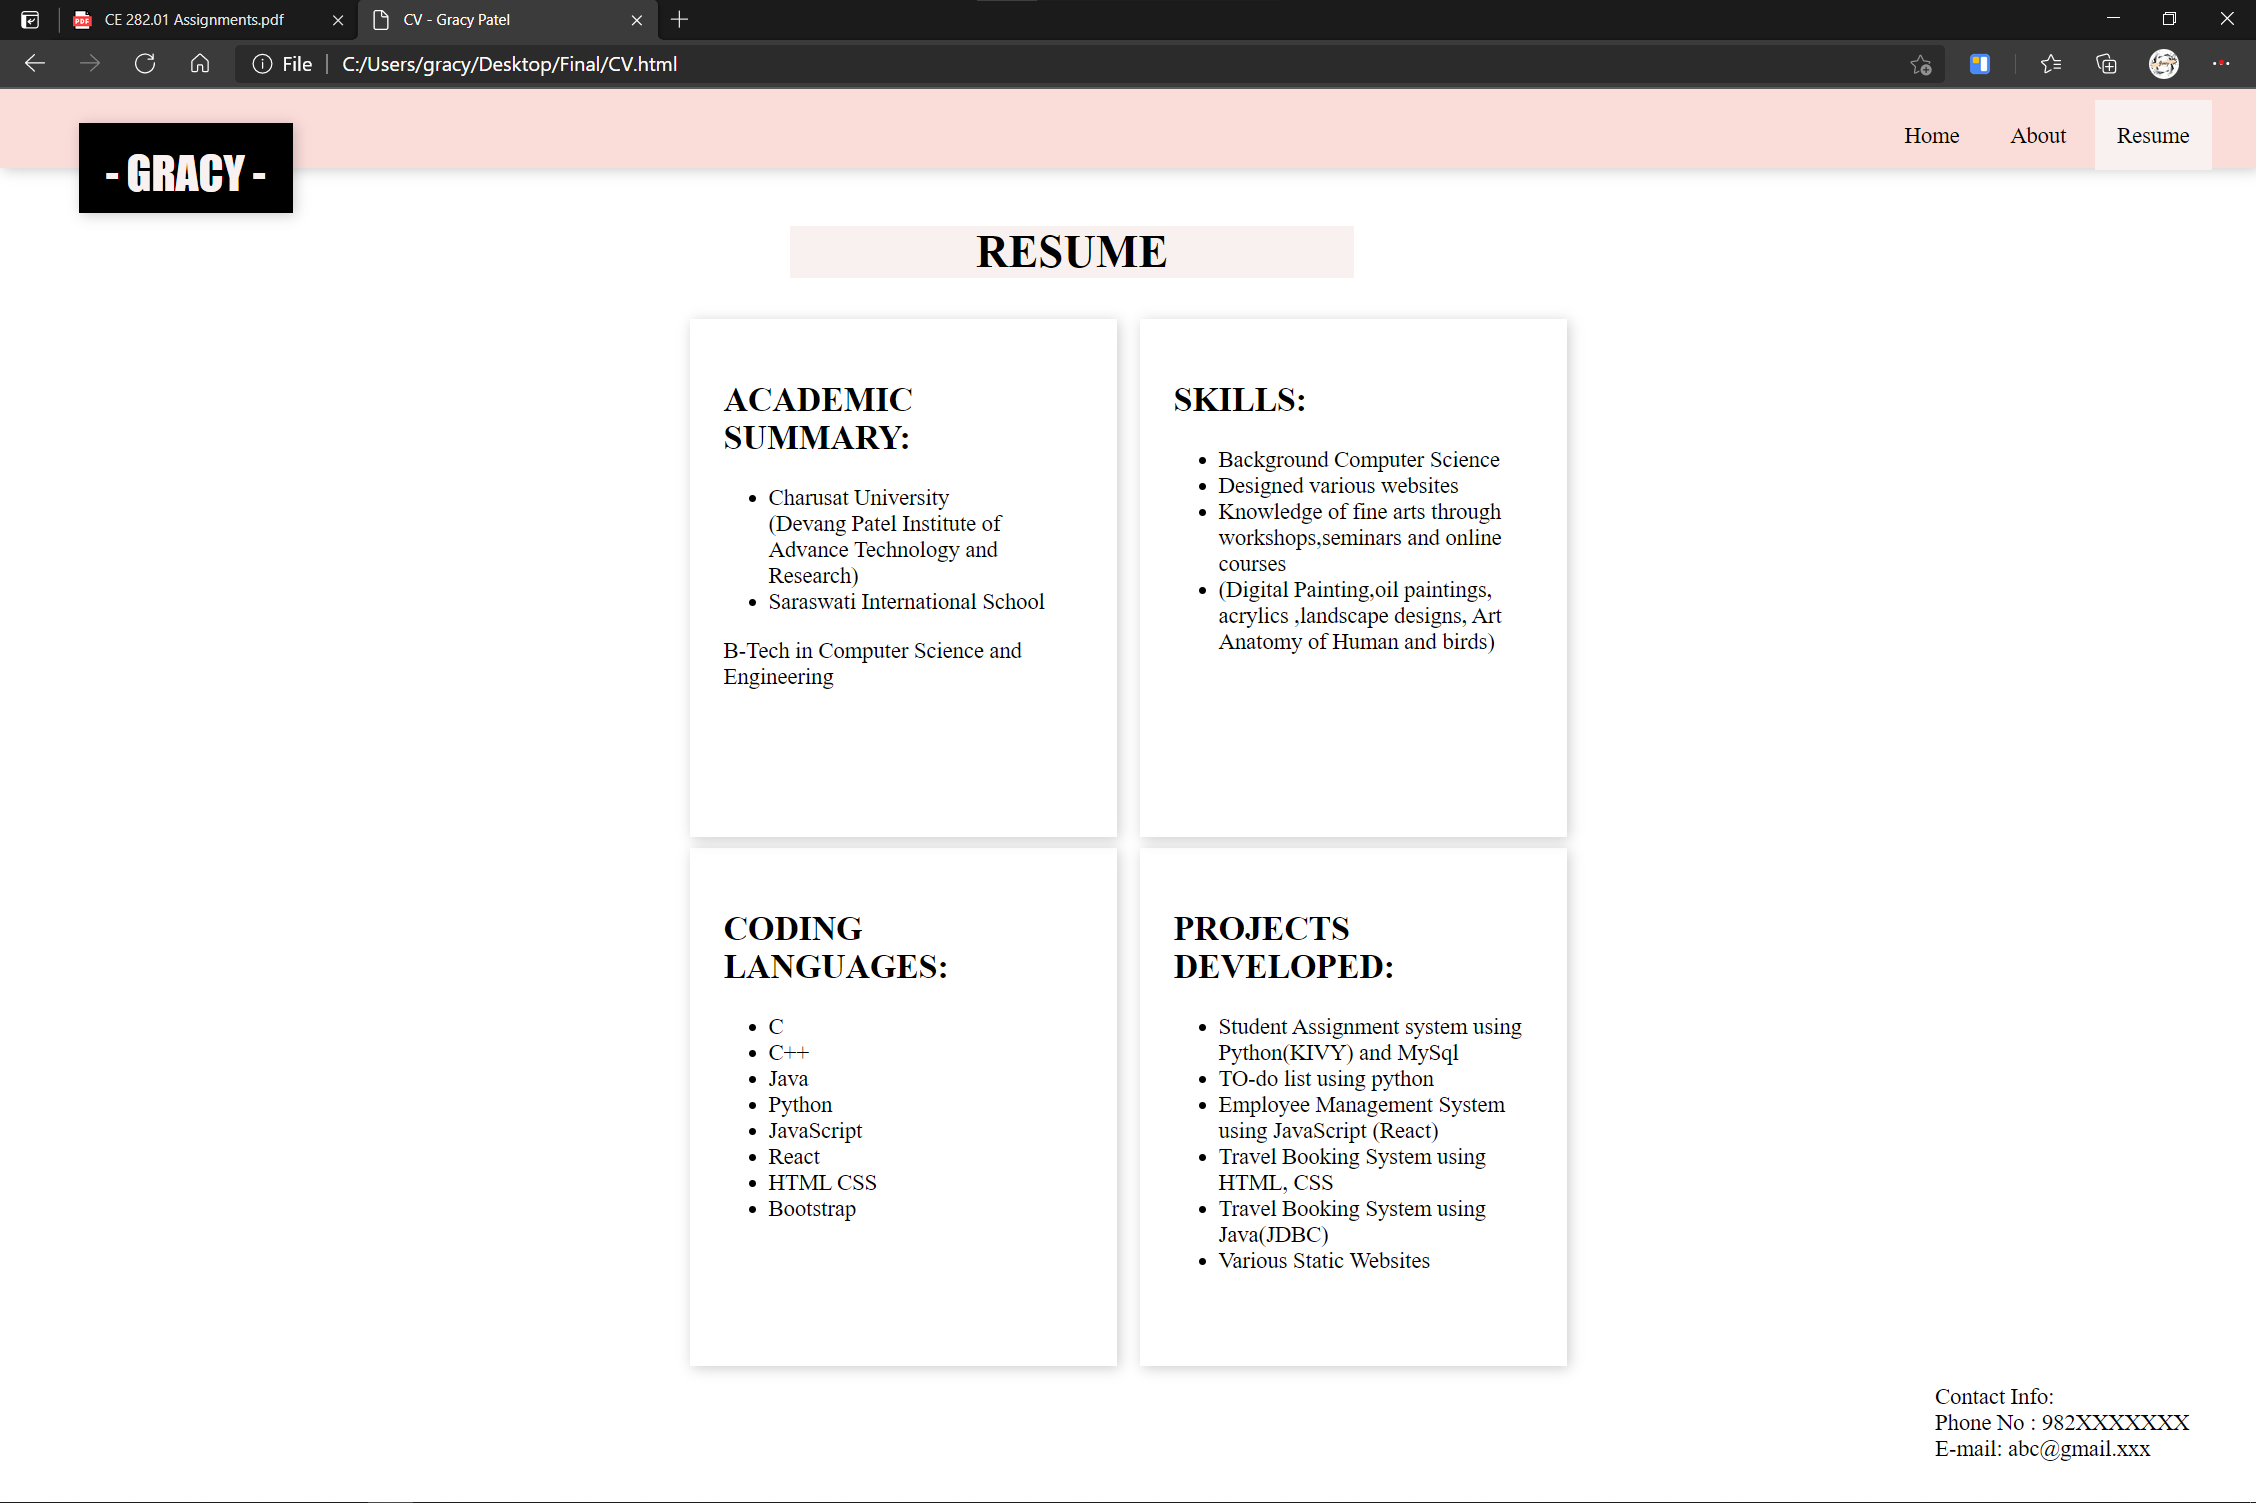 CE 282.01 Assignments.pdf
CV - Gracy Patel
File
C:/Users/gracy/Desktop/Final/CV.html
- GRACY -
Home
About
Resume
RESUME
ACADEMIC
SUMMARY:
Charusat University
(Devang Patel Institute of
Advance Technology and
Research)
Saraswati International School
B-Tech in Computer Science and
Engineering
SKILLS:
Background Computer Science
Designed various websites
Knowledge of fine arts through
workshops,seminars and online
courses
(Digital Painting,oil paintings,
acrylics ,landscape designs, Art
Anatomy of Human and birds)
CODING
LANGUAGES:
C
C++
Java
Python
JavaScript
React
HTML CSS
Bootstrap
PROJECTS
DEVELOPED:
Student Assignment system using
Python(KIVY) and MySql
TO-do list using python
Employee Management System
using JavaScript (React)
Travel Booking System using
HTML, CSS
Travel Booking System using
Java(JDBC)
Various Static Websites
Contact Info:
Phone No : 982XXXXXXX
E-mail: abc@gmail.xxx